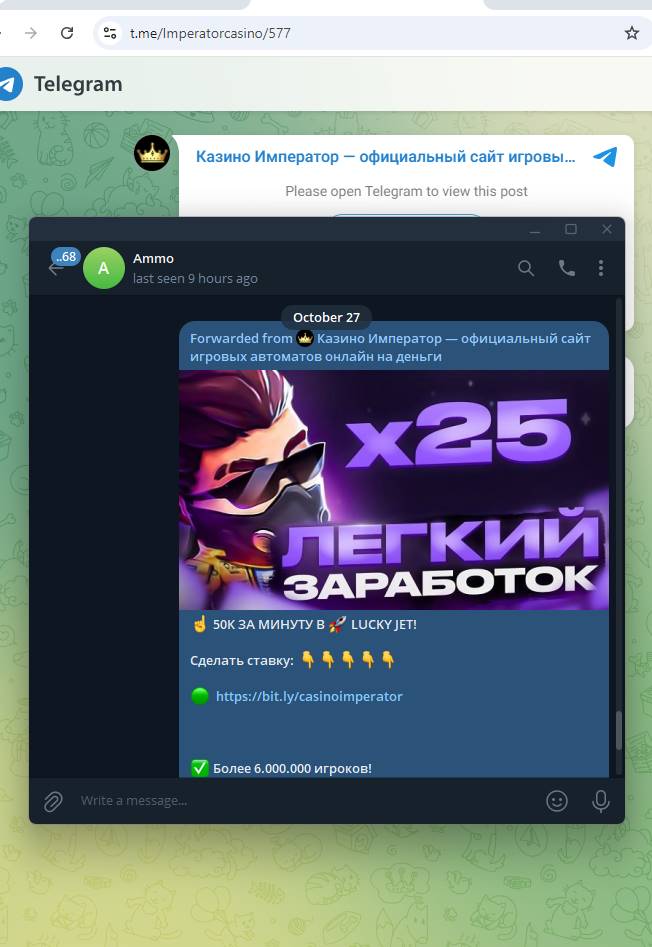 t.me/Imperatorcasino/577
Telegram
Казино Император — официальный сайт игровы...
Please open Telegram to view this post
..68
A
Ammo
last seen 9 hours ago
October 27
Forwarded from 👑 Казино Император — официальный сайт
игровых автоматов онлайн на деньги
x25
ЛЕГКИЙ
ЗАРАБОТОК
☝️ 50К ЗА МИНУТУ В 🚀 LUCKY JET!
Сделать ставку: 👇👇👇👇👇
🟢 https://bit.ly/casinoimperator
✅ Более 6.000.000 игроков!
Write a message...